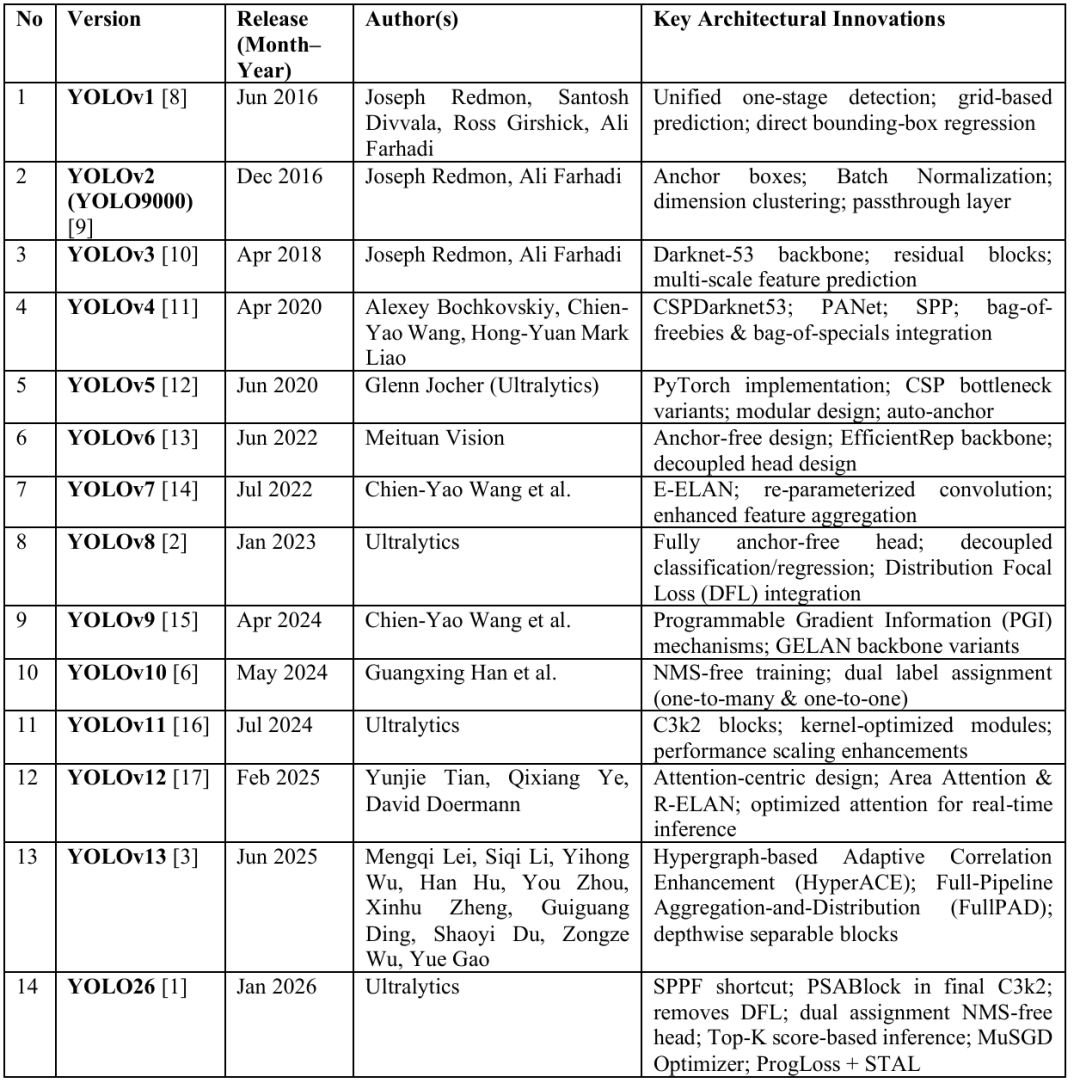 No Version Release Author(s) Key Architectural Innovations
(Month–
Year)
1 YOLOv1 [8] Jun 2016 Joseph Redmon, Santosh Unified one-stage detection; grid-based
Divvala, Ross Girshick, Ali prediction; direct bounding-box regression
Farhadi
2 YOLOv2 Dec 2016 Joseph Redmon, Ali Farhadi Anchor boxes; Batch Normalization;
(YOLO9000) dimension clustering; passthrough layer
[9]
3 YOLOv3 [10] Apr 2018 Joseph Redmon, Ali Farhadi Darknet-53 backbone; residual blocks;
multi-scale feature prediction
4 YOLOv4 [11] Apr 2020 Alexey Bochkovskiy, Chien- CSPDarknet53; PANet; SPP; bag-of-
Yao Wang, Hong-Yuan Mark freebies & bag-of-specials integration
Liao
5 YOLOv5 [12] Jun 2020 Glenn Jocher (Ultralytics) PyTorch implementation; CSP bottleneck
variants; modular design; auto-anchor
6 YOLOv6 [13] Jun 2022 Meituan Vision Anchor-free design; EfficientRep backbone;
decoupled head design
7 YOLOv7 [14] Jul 2022 Chien-Yao Wang et al. E-ELAN; re-parameterized convolution;
enhanced feature aggregation
8 YOLOv8 [2] Jan 2023 Ultralytics Fully anchor-free head; decoupled
classification/regression; Distribution Focal
Loss (DFL) integration
9 YOLOv9 [15] Apr 2024 Chien-Yao Wang et al. Programmable Gradient Information (PGI)
mechanisms; GELAN backbone variants
10 YOLOv10 [6] May 2024 Guangxing Han et al. NMS-free training; dual label assignment
(one-to-many & one-to-one)
11 YOLOv11 [16] Jul 2024 Ultralytics C3k2 blocks; kernel-optimized modules;
performance scaling enhancements
12 YOLOv12 [17] Feb 2025 Yunjie Tian, Qixiang Ye, Attention-centric design; Area Attention &
David Doermann R-ELAN; optimized attention for real-time
inference
13 YOLOv13 [3] Jun 2025 Mengqi Lei, Siqi Li, Yihong Hypergraph-based Adaptive Correlation
Wu, Han Hu, You Zhou, Enhancement (HyperACE); Full-Pipeline
Xinhu Zheng, Guiguang Aggregation-and-Distribution (FullPAD);
Ding, Shaoyi Du, Zongze depthwise separable blocks
Wu, Yue Gao
14 YOLO26 [1] Jan 2026 Ultralytics SPPF shortcut; PSABlock in final C3k2;
removes DFL; dual assignment NMS-free
head; Top-K score-based inference; MuSGD
Optimizer; ProgLoss + STAL